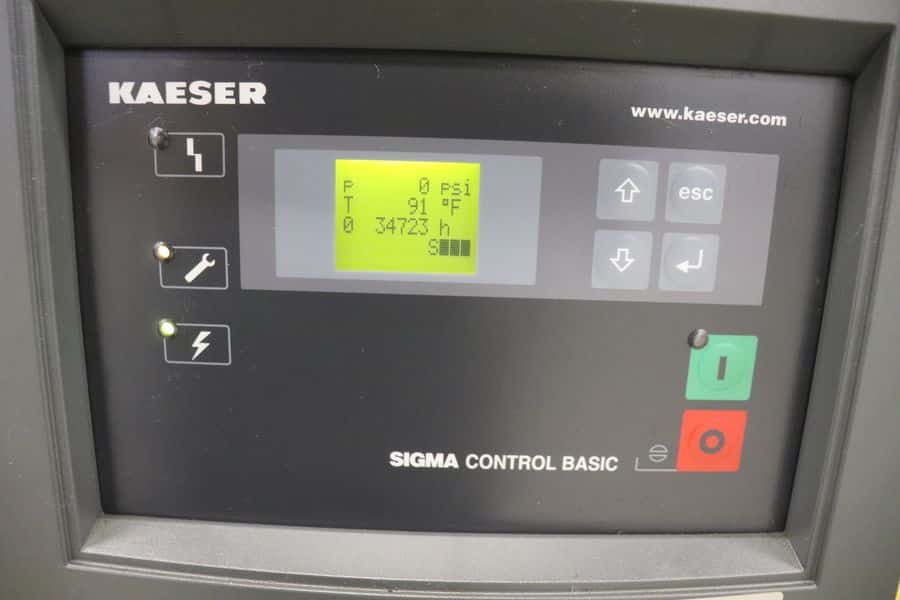 KAESER
www.kaeser.com
P 0 psi
T 91 °F
0 34723 h
S
esc
SIGMA CONTROL BASIC